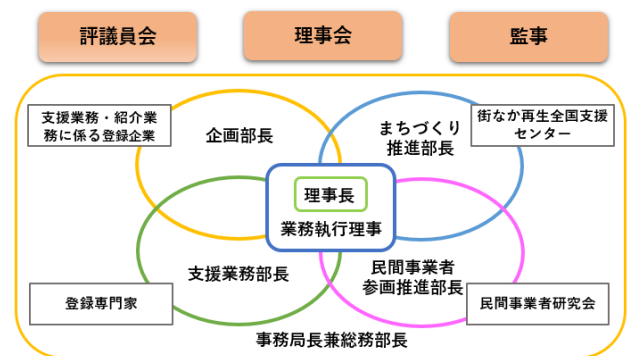 評議員会
理事会
監事
支援業務・紹介業
務に係る登録企業
企画部長
まちづくり
推進部長
街なか再生全国支援
センター
理事長
業務執行理事
支援業務部長
民間事業者
参画推進部長
登録専門家
民間事業者研究会
事務局長兼総務部長